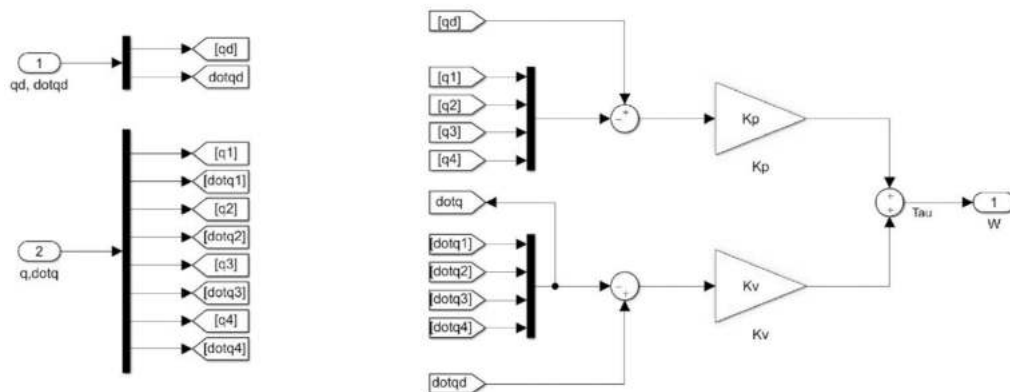 1
qd, dotqd
[qd]
dotqd
2
q,dotq
[q1]
[dotq1]
[q2]
[dotq2]
[q3]
[dotq3]
[q4]
[dotq4]
[qd]
[q1]
[q2]
[q3]
[q4]
+
−
Kp
Kp
dotq
[dotq1]
[dotq2]
[dotq3]
[dotq4]
dotqd
−
+
Kv
Kv
+
+
Tau
1
W